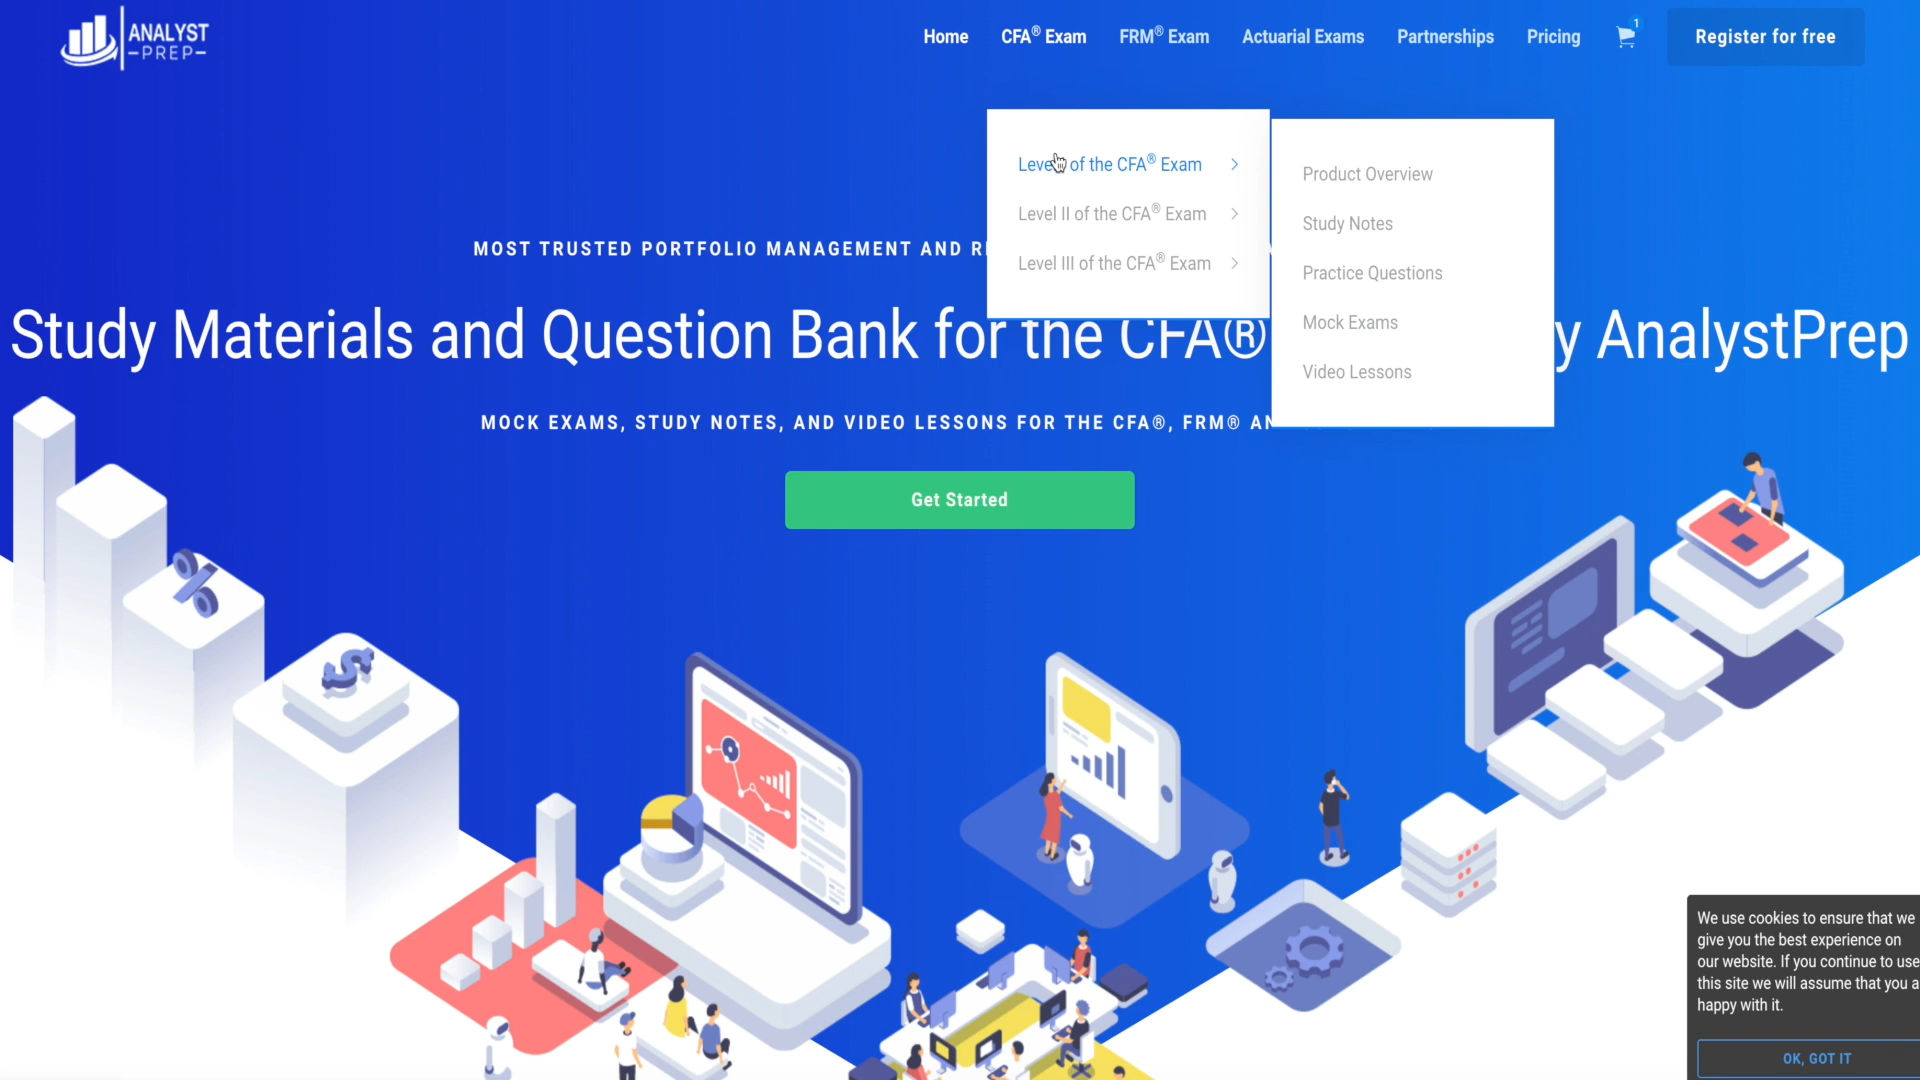 ANALYST
PREP
Home
CFA® Exam
FRM® Exam
Actuarial Exams
Partnerships
Pricing
1
Register for free
Level of the CFA® Exam
Level II of the CFA® Exam
Level III of the CFA® Exam
Product Overview
Study Notes
Practice Questions
Mock Exams
Video Lessons
MOST TRUSTED PORTFOLIO MANAGEMENT AND
Study Materials and Question Bank for the CFA® y AnalystPrep
MOCK EXAMS, STUDY NOTES, AND VIDEO LESSONS FOR THE CFA®, FRM®
Get Started
%
$
We use cookies to ensure that we
give you the best experience on
our website. If you continue to use
this site we will assume that you a
happy with it.
OK, GOT IT